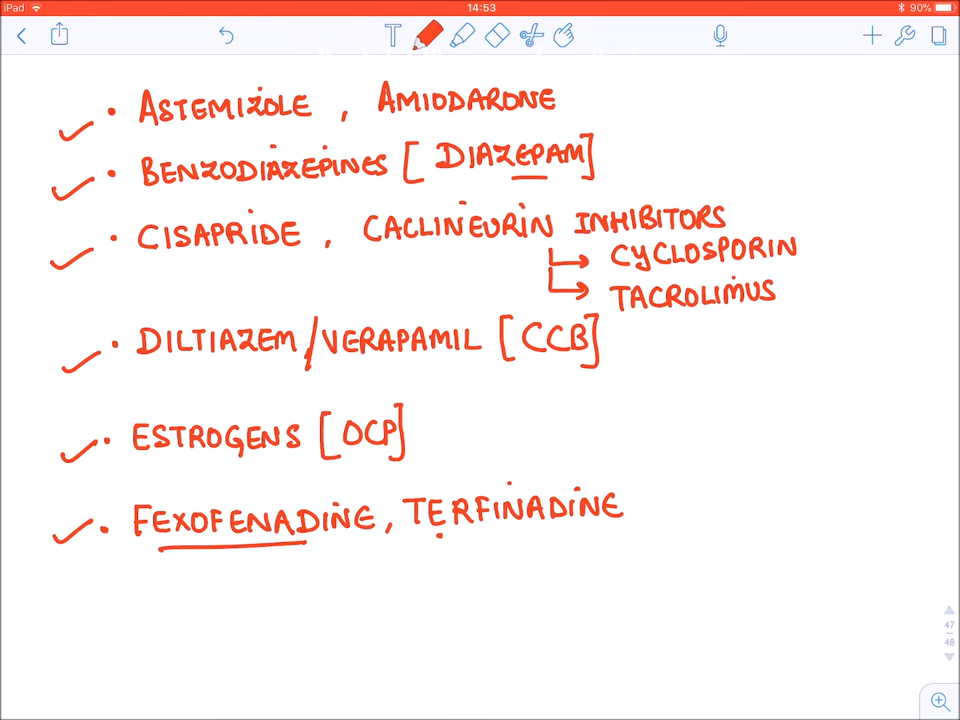 iPad 14:53 90%
T
• ASTEMIZOLE , AMIODARONE
• BENZODIAZEPINES [ DIAZEPAM]
• CISAPRIDE , CACLINEURIN INHIBITORS
→ CYCLOSPORIN
→ TACROLIMUS
• DILTIAZEM/VERAPAMIL [CCB]
• ESTROGENS [OCP]
• FEXOFENADINE, TERFINADINE
47
48